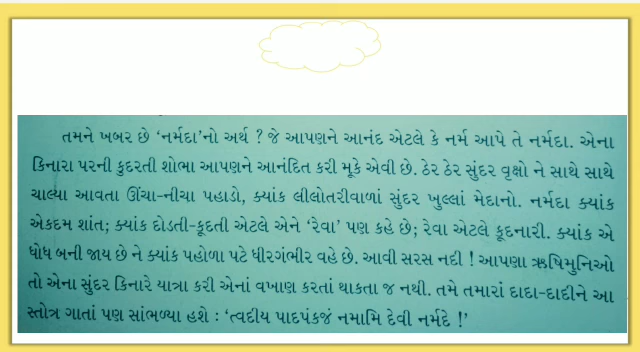 તમને ખબર છે ‘નર્મદા’નો અર્થ ? જે આપણને આનંદ એટલે કે નર્મ આપે તે નર્મદા. એના
કિનારા પરની કુદરતી શોભા આપણને આનંદિત કરી મૂકે એવી છે. ઠેર ઠેર સુંદર વૃક્ષો ને સાથે સાથે
ચાલ્યા આવતા ઊંચા-નીચા પહાડો, ક્યાંક લીલોતરીવાળાં સુંદર ખુલ્લાં મેદાનો. નર્મદા ક્યાંક
એકદમ શાંત; ક્યાંક દોડતી-કૂદતી એટલે એને ‘રેવા’ પણ કહે છે; રેવા એટલે કૂદનારી. ક્યાંક એ
ધોધ બની જાય છે ને ક્યાંક પહોળા પટે ધીરગંભીર વહે છે. આવી સરસ નદી ! આપણા ઋષિમુનિઓ
તો એના સુંદર કિનારે યાત્રા કરી એનાં વખાણ કરતાં થાકતા જ નથી. તમે તમારાં દાદા-દાદીને આ
સ્તોત્ર ગાતાં પણ સાંભળ્યા હશે : ‘ત્વદીય પાદપંકજં નમામિ દેવી નર્મદે !’